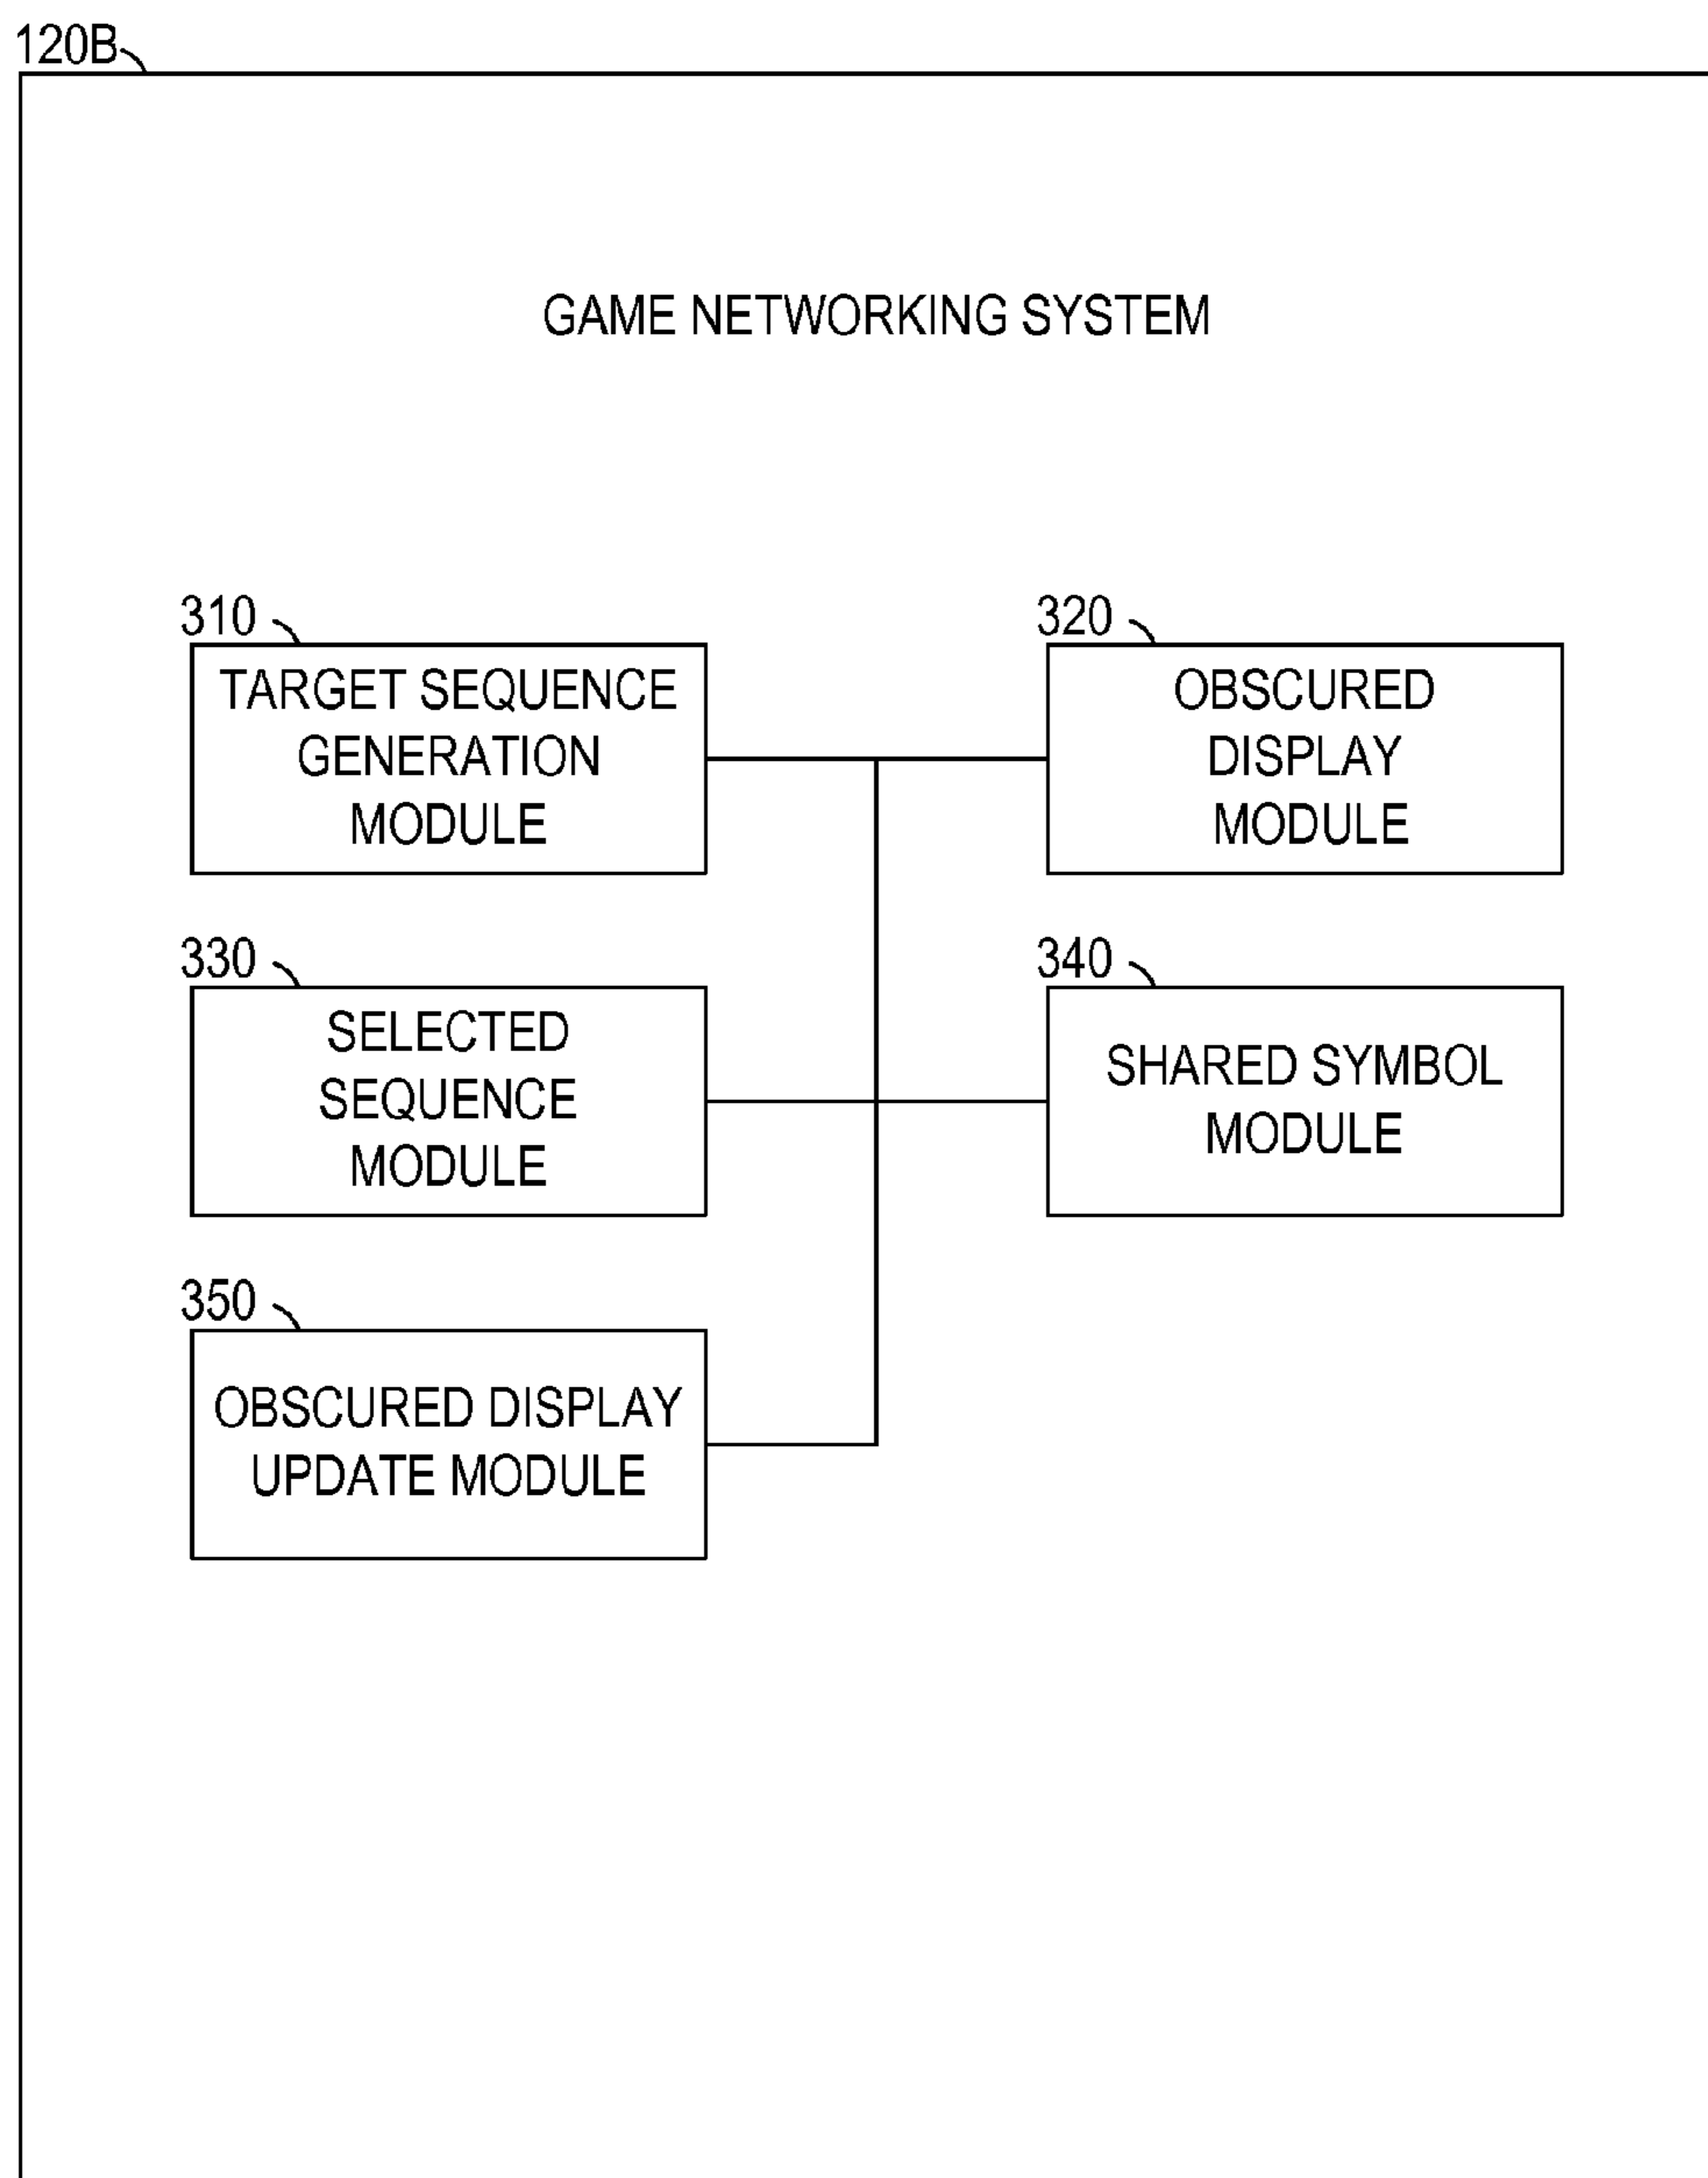 120B
GAME NETWORKING SYSTEM
310
TARGET SEQUENCE
GENERATION
MODULE
320
OBSCURED
DISPLAY
MODULE
330
SELECTED
SEQUENCE
MODULE
340
SHARED SYMBOL
MODULE
350
OBSCURED DISPLAY
UPDATE MODULE